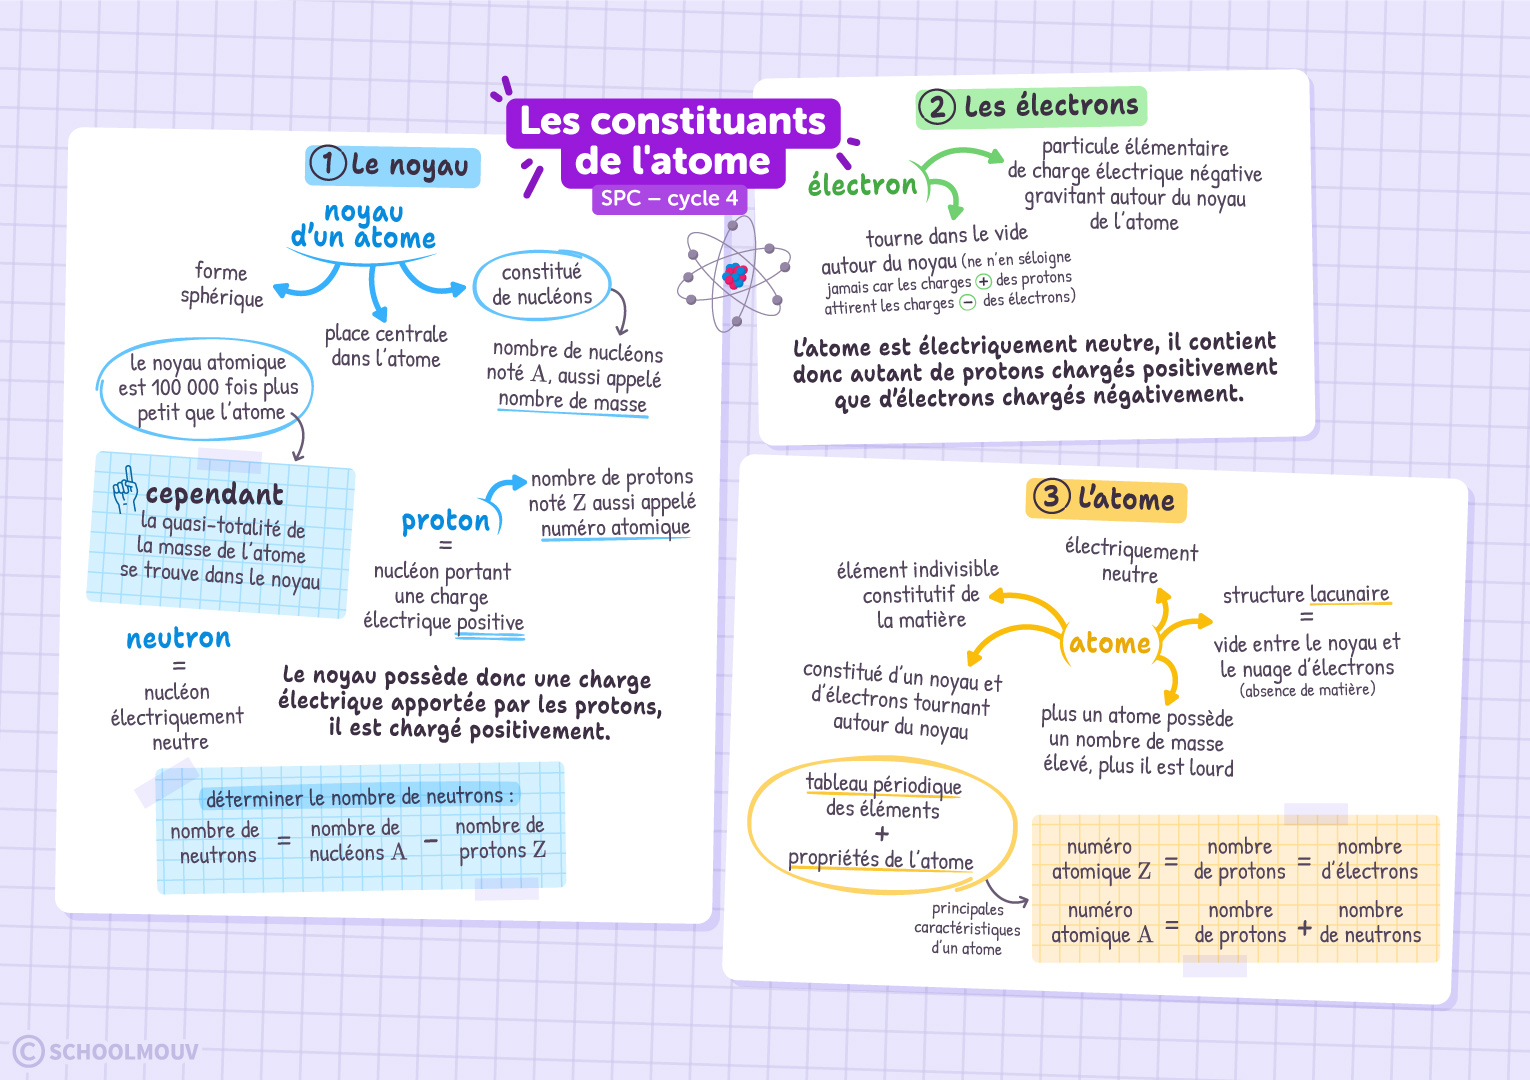 Les constituants
de l'atome
SPC – cycle 4
1 Le noyau
noyau
d'un atome
forme
sphérique
place centrale
dans l'atome
constitué
de nucléons
nombre de nucléons
noté A, aussi appelé
nombre de masse
le noyau atomique
est 100 000 fois plus
petit que l'atome
cependant
la quasi-totalité de
la masse de l'atome
se trouve dans le noyau
proton
=
nucléon portant
une charge
électrique positive
nombre de protons
noté Z aussi appelé
numéro atomique
neutron
=
nucléon
électriquement
neutre
Le noyau possède donc une charge
électrique apportée par les protons,
il est chargé positivement.
déterminer le nombre de neutrons :
nombre de neutrons = nombre de nucléons A – nombre de protons Z
2 Les électrons
électron
particule élémentaire
de charge électrique négative
gravitant autour du noyau
de l'atome
tourne dans le vide
autour du noyau (ne n'en séloigne
jamais car les charges + des protons
attirent les charges – des électrons)
L'atome est électriquement neutre, il contient
donc autant de protons chargés positivement
que d'électrons chargés négativement.
3 L'atome
atome
électriquement
neutre
élément indivisible
constitutif de
la matière
structure lacunaire
=
vide entre le noyau et
le nuage d'électrons
(absence de matière)
constitué d'un noyau et
d'électrons tournant
autour du noyau
plus un atome possède
un nombre de masse
élevé, plus il est lourd
tableau périodique
des éléments
+
propriétés de l'atome
principales
caractéristiques
d'un atome
numéro atomique Z = nombre de protons = nombre d'électrons
numéro atomique A = nombre de protons + nombre de neutrons
© SCHOOLMOUV